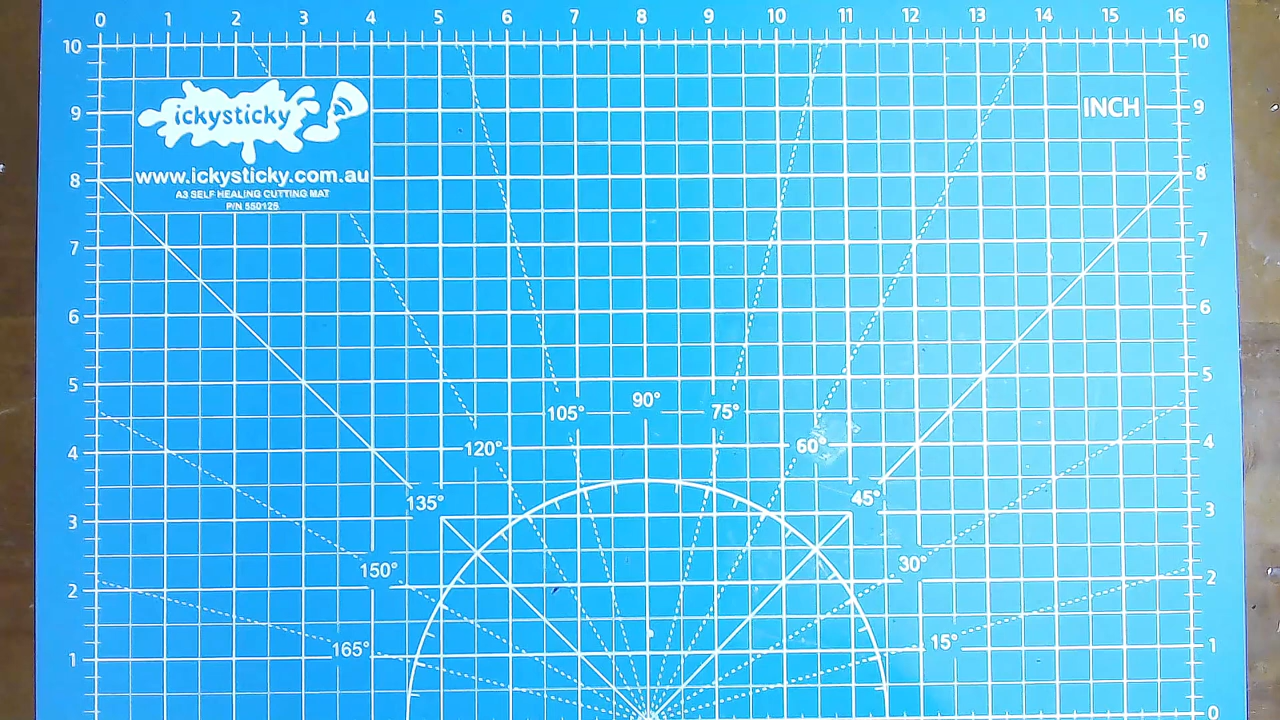 0 1 2 3 4 5 6 7 8 9 10 11 12 13 14 15 16
10 10
ickysticky
9 INCH 9
www.ickysticky.com.au
8 8
A3 SELF HEALING CUTTING MAT
P/N 550125
7 7
6 6
5 5
105° 90° 75°
4 120° 60° 4
135° 45°
3 3
150° 30°
2 2
165° 15°
1 1
0